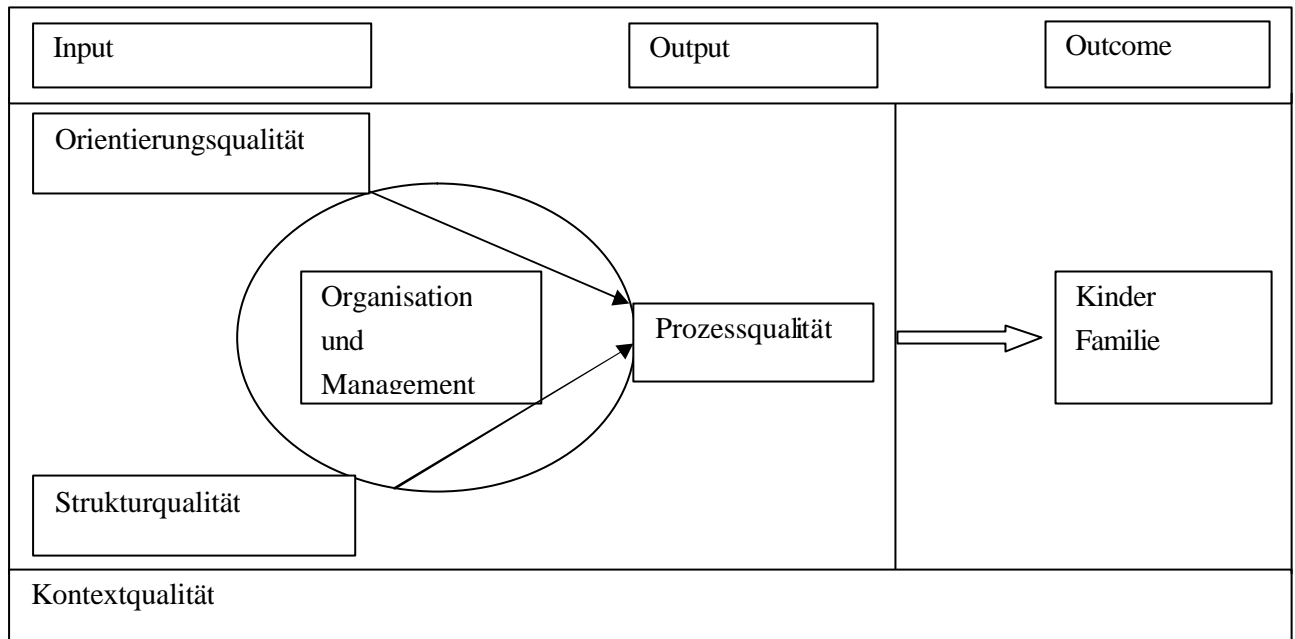 Input
Output
Outcome
Orientierungsqualität
Organisation
und
Management
Prozessqualität
Kinder
Familie
Strukturqualität
Kontextqualität